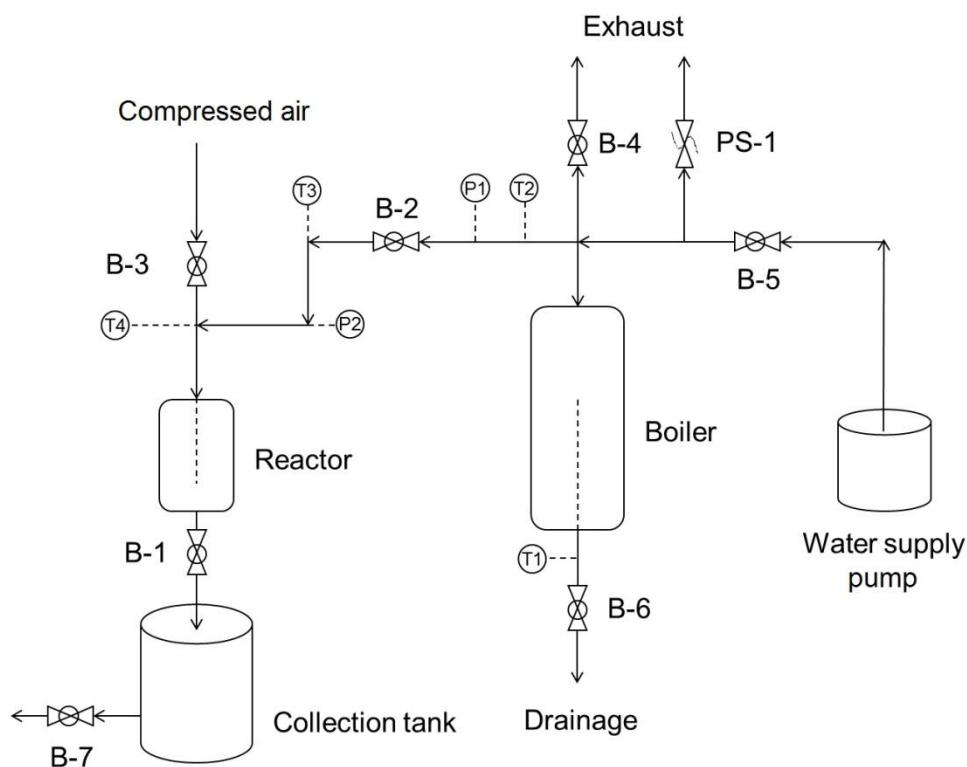 Exhaust
Compressed air
B-4
PS-1
T3
B-2
P1
T2
B-3
B-5
T4
P2
Boiler
Reactor
B-1
T1
Water supply
pump
B-6
Collection tank
Drainage
B-7